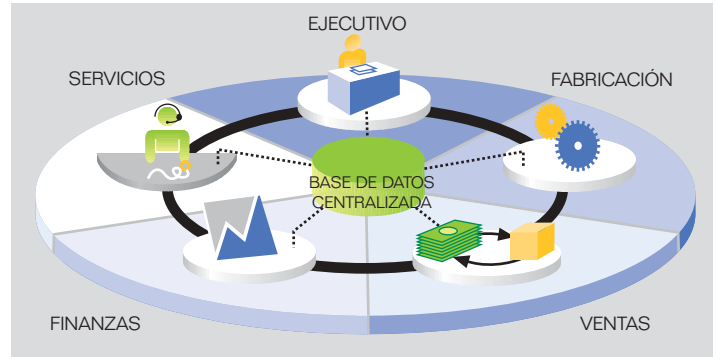 EJECUTIVO
SERVICIOS
FABRICACIÓN
BASE DE DATOS
CENTRALIZADA
FINANZAS
VENTAS